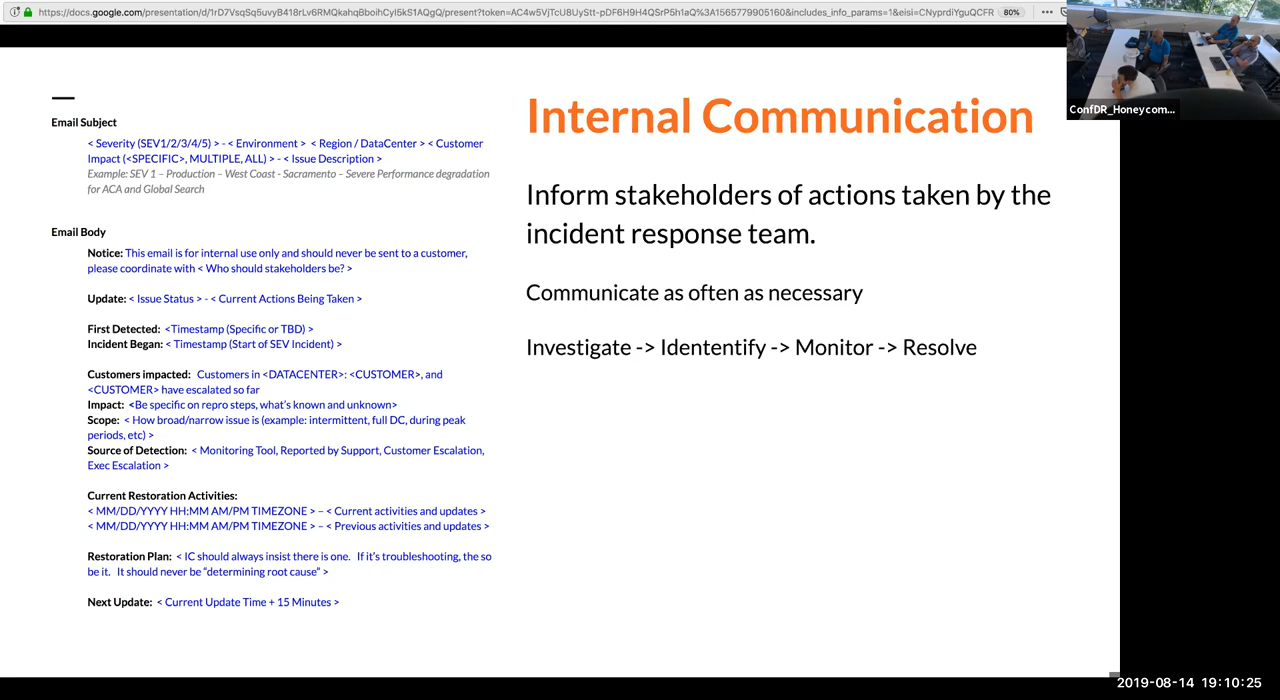 https://docs.google.com/presentation/d/1rD7VsqSq5uvyB418rLv6RMQkahqBboihCyI5kS1AQgQ/present?token=AC4w5VjTcU8UyStt-pDF6H9H4QSrP5h1aQ%3A1565779905160&includes_info_params=1&eisi=CNyprdiYguQCFR 80%
ConfDR_Honeycom...
Internal Communication
Inform stakeholders of actions taken by the
incident response team.
Communicate as often as necessary
Investigate -> Idententify -> Monitor -> Resolve
Email Subject
< Severity (SEV1/2/3/4/5) > - < Environment > < Region / DataCenter > < Customer
Impact (<SPECIFIC>, MULTIPLE, ALL) > - < Issue Description >
Example: SEV 1 – Production – West Coast - Sacramento – Severe Performance degradation
for ACA and Global Search
Email Body
Notice: This email is for internal use only and should never be sent to a customer,
please coordinate with < Who should stakeholders be? >
Update: < Issue Status > - < Current Actions Being Taken >
First Detected: <Timestamp (Specific or TBD) >
Incident Began: < Timestamp (Start of SEV Incident) >
Customers impacted: Customers in <DATACENTER>: <CUSTOMER>, and
<CUSTOMER> have escalated so far
Impact: <Be specific on repro steps, what's known and unknown>
Scope: < How broad/narrow issue is (example: intermittent, full DC, during peak
periods, etc) >
Source of Detection: < Monitoring Tool, Reported by Support, Customer Escalation,
Exec Escalation >
Current Restoration Activities:
< MM/DD/YYYY HH:MM AM/PM TIMEZONE > – < Current activities and updates >
< MM/DD/YYYY HH:MM AM/PM TIMEZONE > – < Previous activities and updates >
Restoration Plan: < IC should always insist there is one. If it's troubleshooting, the so
be it. It should never be “determining root cause” >
Next Update: < Current Update Time + 15 Minutes >
2019-08-14 19:10:25